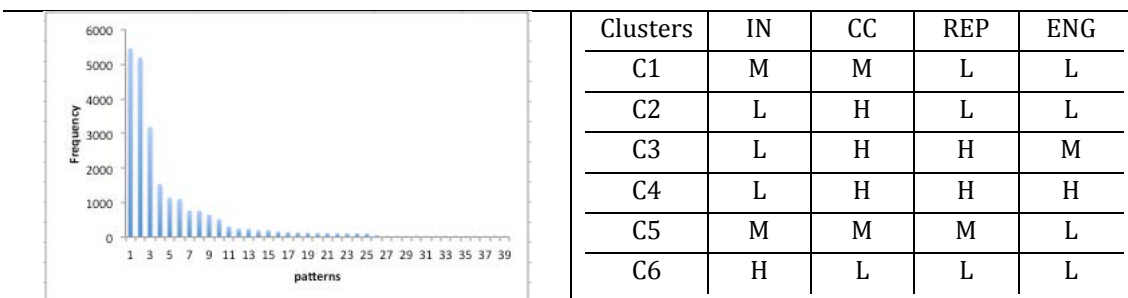 6000
5000
4000
3000
2000
1000
0
Frequency
1 3 5 7 9 11 13 15 17 19 21 23 25 27 29 31 33 35 37 39
patterns
Clusters IN CC REP ENG
C1 M M L L
C2 L H L L
C3 L H H M
C4 L H H H
C5 M M M L
C6 H L L L